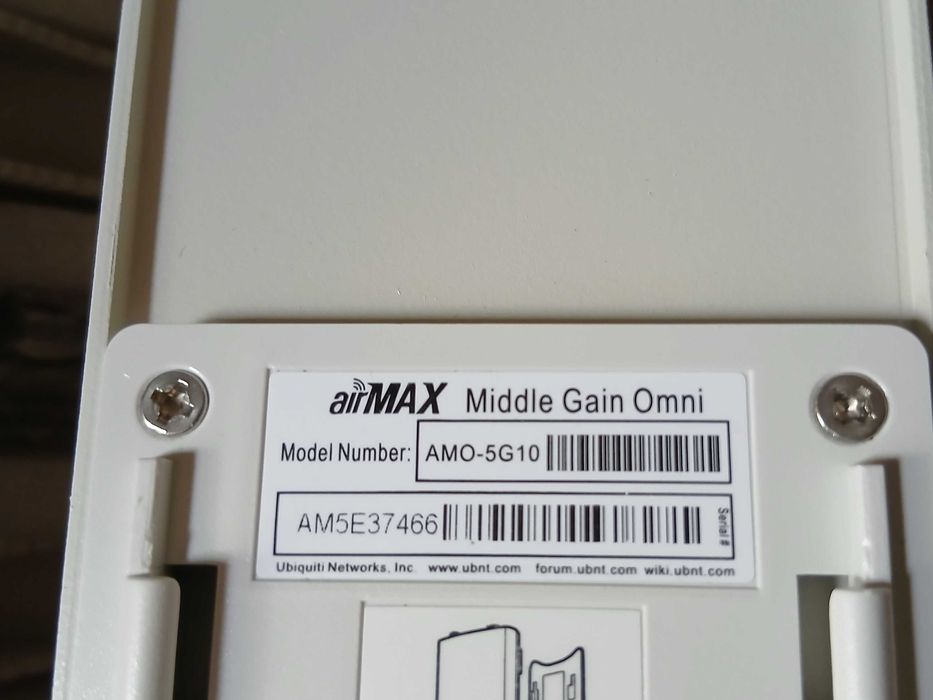 airMAX Middle Gain Omni
Model Number: AMO-5G10
AM5E37466 Serial #
Ubiquiti Networks, Inc. www.ubnt.com forum.ubnt.com wiki.ubnt.com